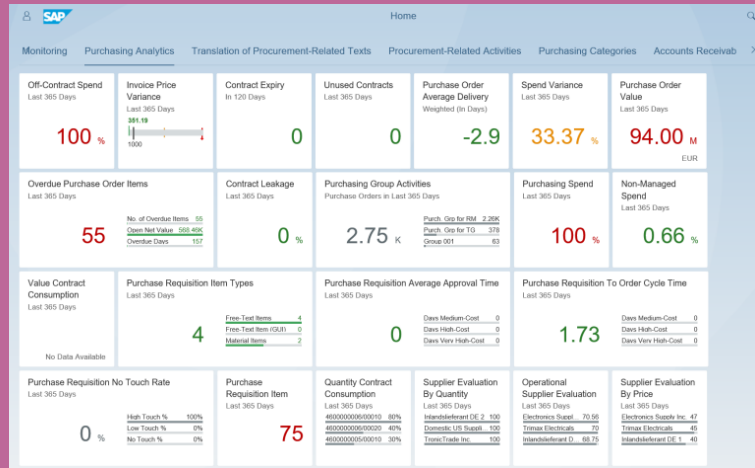 SAP
Home
Monitoring Purchasing Analytics Translation of Procurement-Related Texts Procurement-Related Activities Purchasing Categories Accounts Receivab
Off-Contract Spend
Last 365 Days
100 %
Invoice Price
Variance
Last 365 Days
381.19
1000
Contract Expiry
In 120 Days
0
Unused Contracts
Last 365 Days
0
Purchase Order
Average Delivery
Weighted (In Days)
-2.9
Spend Variance
Last 365 Days
33.37 %
Purchase Order
Value
Last 365 Days
94.00 M
EUR
Overdue Purchase Order Items
Last 365 Days
55
No. of Overdue Items 55
Open Net Value 568.46K
Overdue Days 157
Contract Leakage
Last 365 Days
0 %
Purchasing Group Activities
Purchase Orders in Last 365 Days
2.75 K
Purch. Grp for RM 2.26K
Purch. Grp for TG 378
Group 001 63
Purchasing Spend
Last 365 Days
100 %
Non-Managed
Spend
Last 365 Days
0.66 %
Value Contract
Consumption
Last 365 Days
No Data Available
Purchase Requisition Item Types
Last 365 Days
4
Free-Text Items 4
Free-Text Item (GUI) 0
Material Items 2
Purchase Requisition Average Approval Time
Last 365 Days
0
Days Medium-Cost 0
Days High-Cost 0
Days Very High-Cost 0
Purchase Requisition To Order Cycle Time
Last 365 Days
1.73
Days Medium-Cost 0
Days High-Cost 0
Days Very High-Cost 0
Purchase Requisition No Touch Rate
Last 365 Days
0 %
High Touch % 100%
Low Touch % 0%
No Touch % 0%
Purchase
Requisition Item
Last 365 Days
75
Quantity Contract
Consumption
Last 365 Days
4600000006/00010 80%
4600000006/00020 40%
4600000005/00010 30%
Supplier Evaluation
By Quantity
Last 365 Days
Inlandslieferant DE 2 100
Domestic US Suppli... 100
TronicTrade Inc. 100
Operational
Supplier Evaluation
Last 365 Days
Electronics Suppl... 70.56
Trimax Electricals 70
Inlandslieferant D... 68.75
Supplier Evaluation
By Price
Last 365 Days
Electronics Supply Inc. 47
Trimax Electricals 45
Inlandslieferant DE 1 40